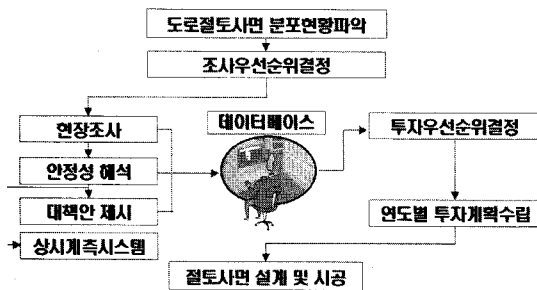 도로절토사면 분포현황파악
조사우선순위결정
현장조사
안정성 해석
대책안 제시
상시계측시스템
데이터베이스
투자우선순위결정
연도별 투자계획수립
절토사면 설계 및 시공